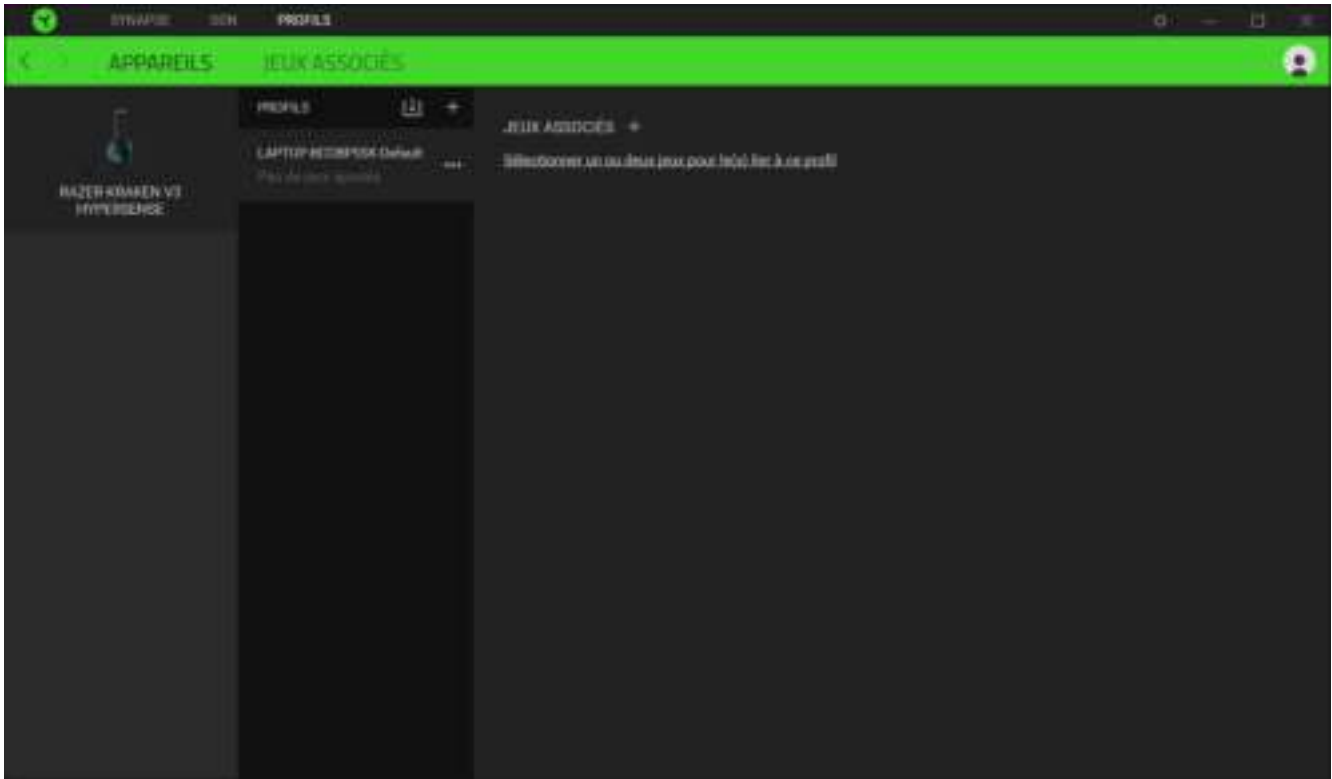 SYNAPSE SON PROFILS
APPAREILS JEUX ASSOCIÉS
PROFILS
JEUX ASSOCIÉS +
LAPTOP Default
Sélectionner un ou deux jeux pour le(s) lier à ce profil
RAZER KRAKEN V3
HYPERSENSE